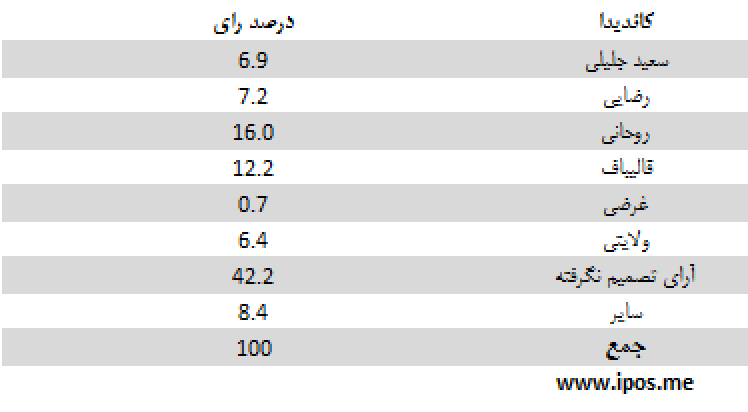 کاندیدا درصد رای
سعید جلیلی 6.9
رضایی 7.2
روحانی 16.0
قالیباف 12.2
غرضی 0.7
ولایتی 6.4
آرای تصمیم نگرفته 42.2
سایر 8.4
جمع 100
www.ipos.me